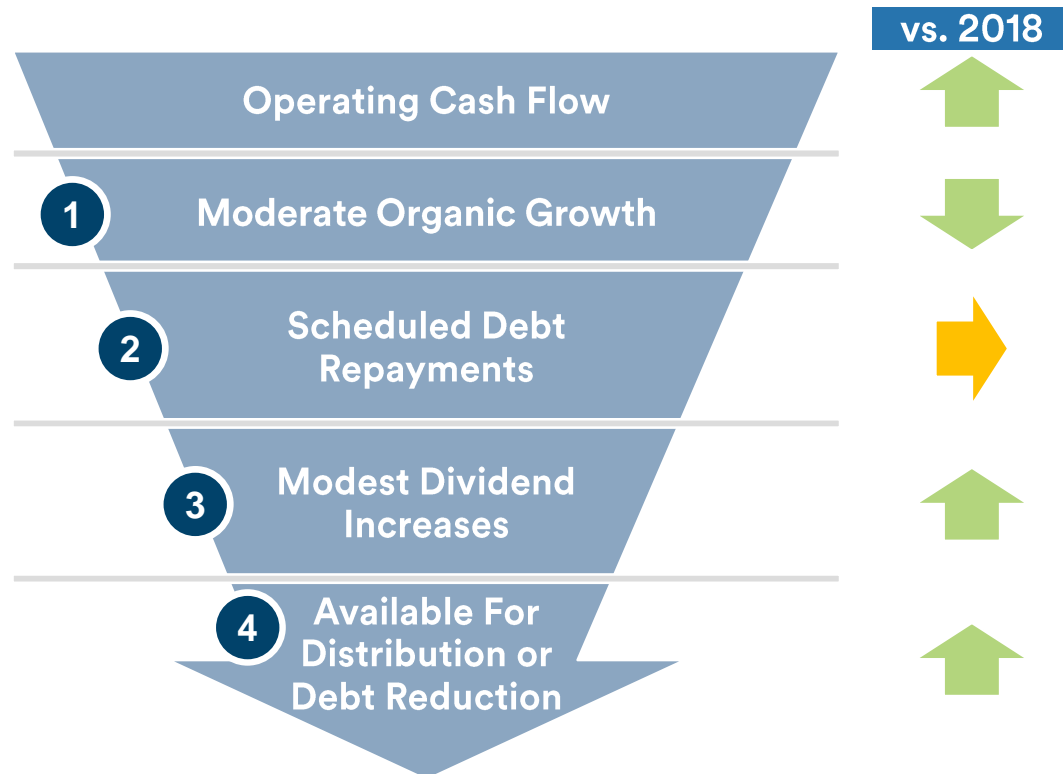 vs. 2018
Operating Cash Flow
1
Moderate Organic Growth
2
Scheduled Debt
Repayments
3
Modest Dividend
Increases
4
Available For
Distribution or
Debt Reduction